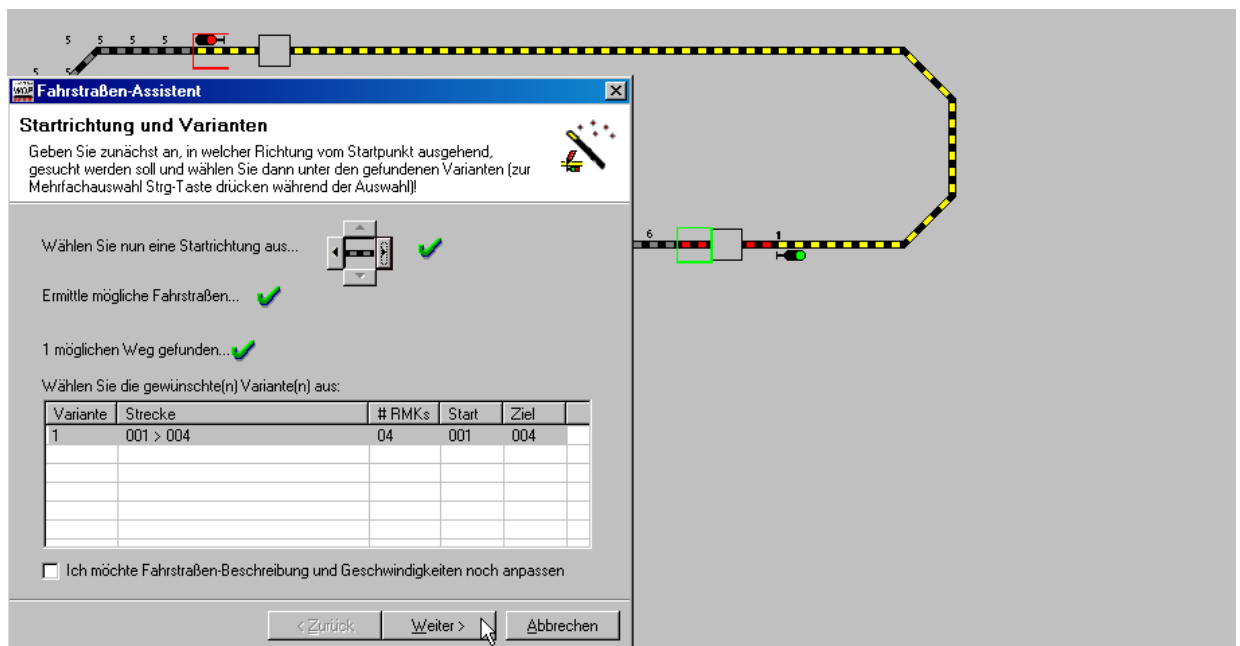 5 5 5 5
5 5
WDP Fahrstraßen-Assistent
Startrichtung und Varianten
Geben Sie zunächst an, in welcher Richtung vom Startpunkt ausgehend,
gesucht werden soll und wählen Sie dann unter den gefundenen Varianten (zur
Mehrfachauswahl Strg-Taste drücken während der Auswahl)!
Wählen Sie nun eine Startrichtung aus...
6 1
Ermittle mögliche Fahrstraßen...
1 möglichen Weg gefunden...
Wählen Sie die gewünschte(n) Variante(n) aus:
Variante Strecke # RMKs Start Ziel
1 001 > 004 04 001 004
Ich möchte Fahrstraßen-Beschreibung und Geschwindigkeiten noch anpassen
< Zurück Weiter > Abbrechen